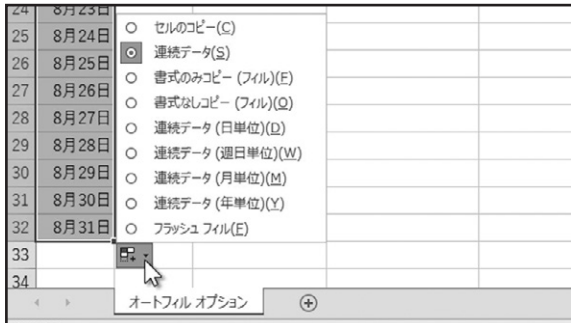 24 8月23日
セルのコピー(C)
25 8月24日
連続データ(S)
26 8月25日
書式のみコピー (フィル)(F)
27 8月26日
書式なしコピー (フィル)(O)
28 8月27日
連続データ (日単位)(D)
29 8月28日
連続データ (週日単位)(W)
30 8月29日
連続データ (月単位)(M)
31 8月30日
連続データ (年単位)(Y)
32 8月31日
フラッシュ フィル(F)
33
34
オートフィル オプション